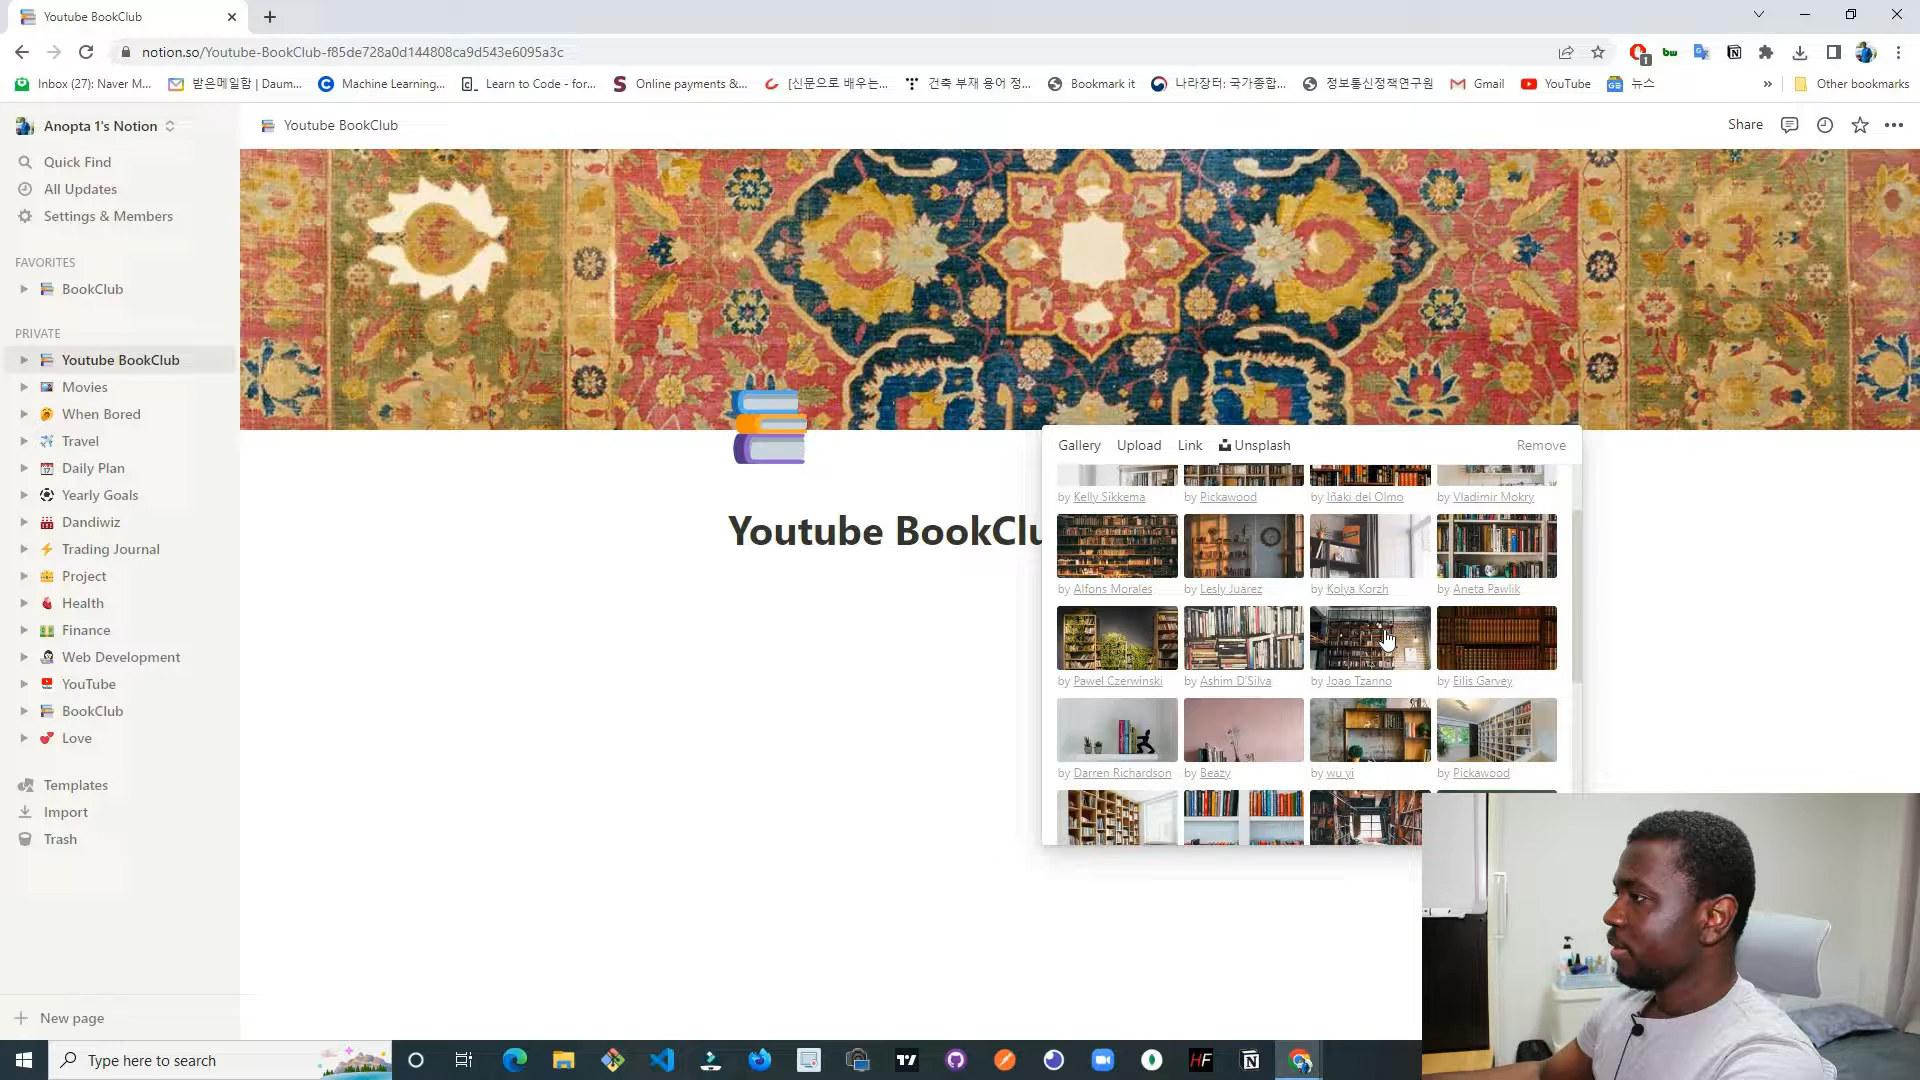 Youtube BookClub
notion.so/Youtube-BookClub-f85de728a0d144808ca9d543e6095a3c
1
Inbox (27): Naver M...
받은메일함 | Daum...
Machine Learning,...
Learn to Code - for...
Online payments &...
[신문으로 배우는...
건축 부재 용어 정...
Bookmark it
나라장터: 국가종합,...
정보통신정책연구원
Gmail
YouTube
뉴스
Other bookmarks
Anopta 1's Notion
Youtube BookClub
Share
Quick Find
All Updates
Settings & Members
FAVORITES
BookClub
PRIVATE
Youtube BookClub
Movies
When Bored
Travel
Daily Plan
Yearly Goals
Dandiwiz
Trading Journal
Project
Health
Finance
Web Development
YouTube
BookClub
Love
Templates
Import
Trash
New page
Youtube BookClu
Gallery
Upload
Link
Unsplash
Remove
by Kelly Sikkema
by Pickawood
by Iñaki del Olmo
by Vladimir Mokry
by Alfons Morales
by Lesly Juarez
by Kolya Korzh
by Aneta Pawlik
by Pawel Czerwinski
by Ashim D'Silva
by Joao Tzanno
by Eilis Garvey
by Darren Richardson
by Beazy
by wu yi
by Pickawood
Type here to search